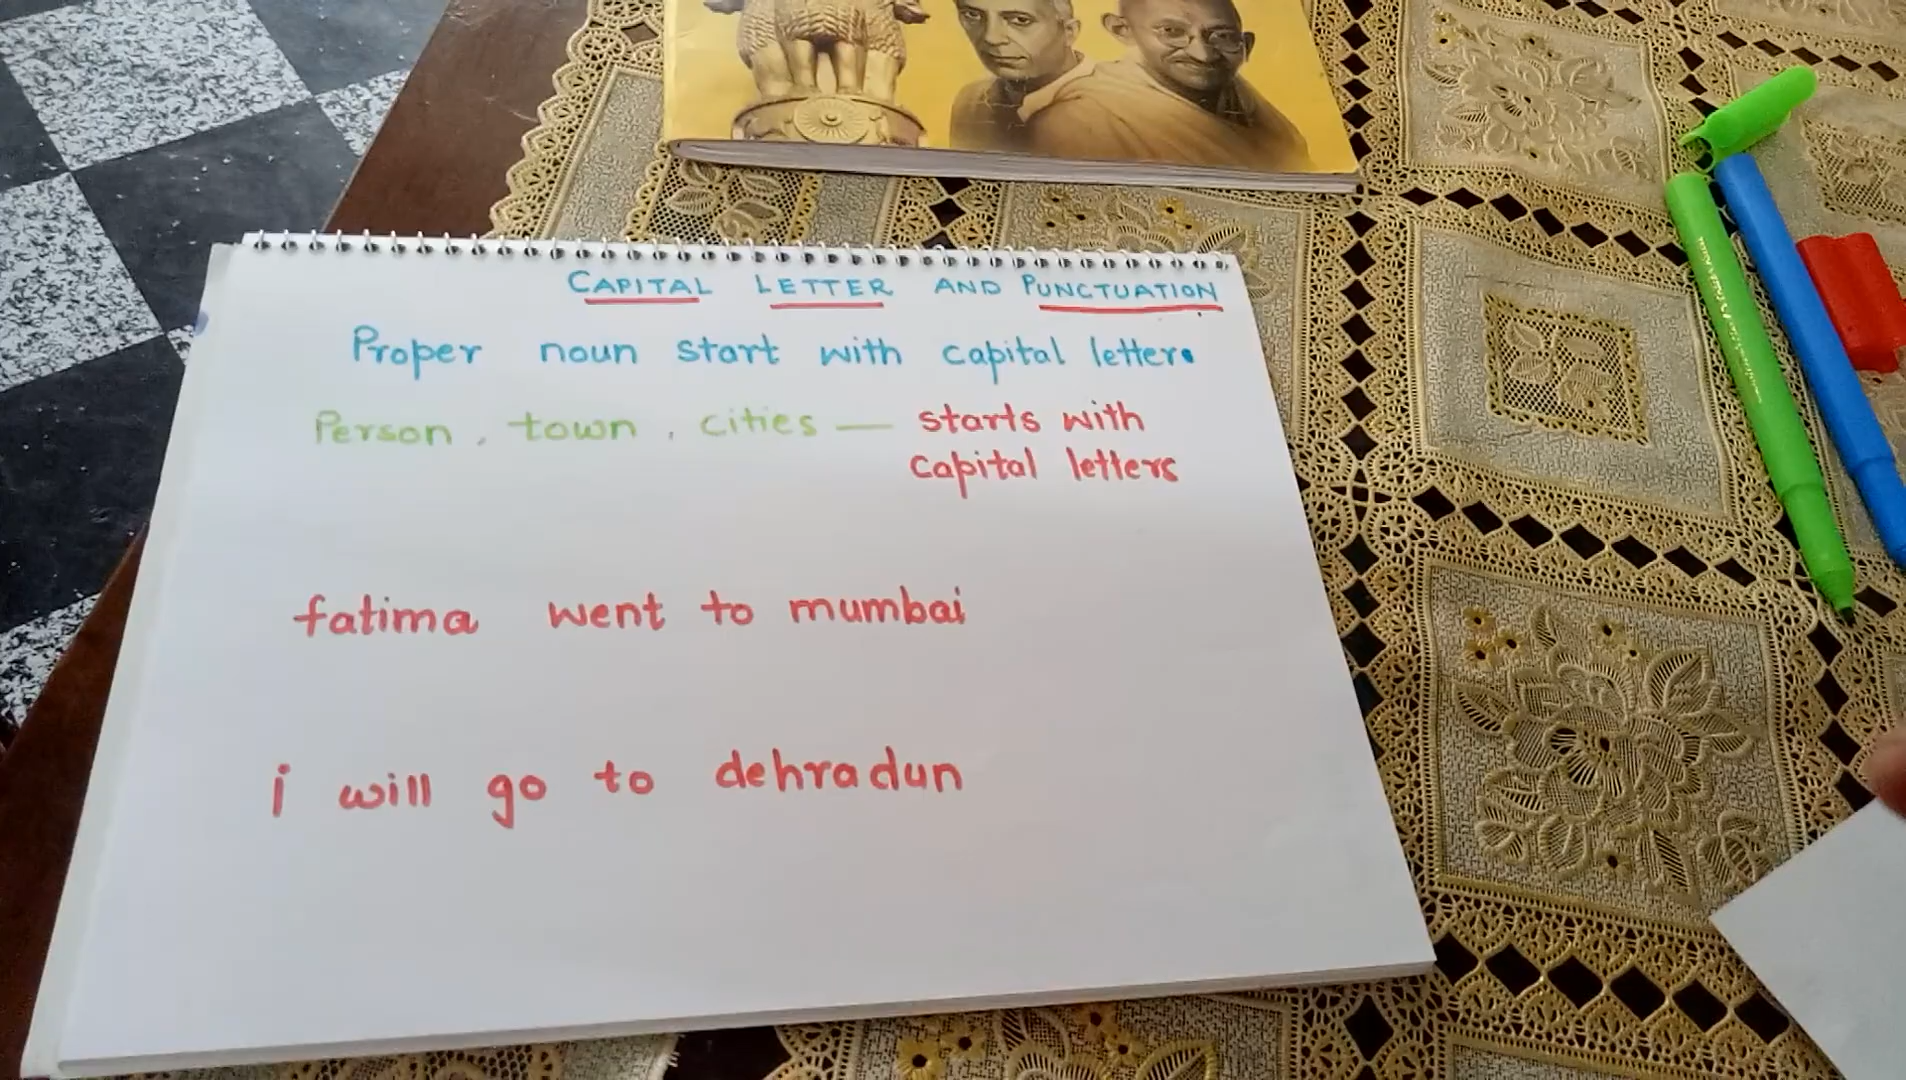 CAPITAL LETTER AND PUNCTUATION
Proper noun start with capital letter.
Person, town, cities — starts with
capital letters
fatima went to mumbai
i will go to dehradun